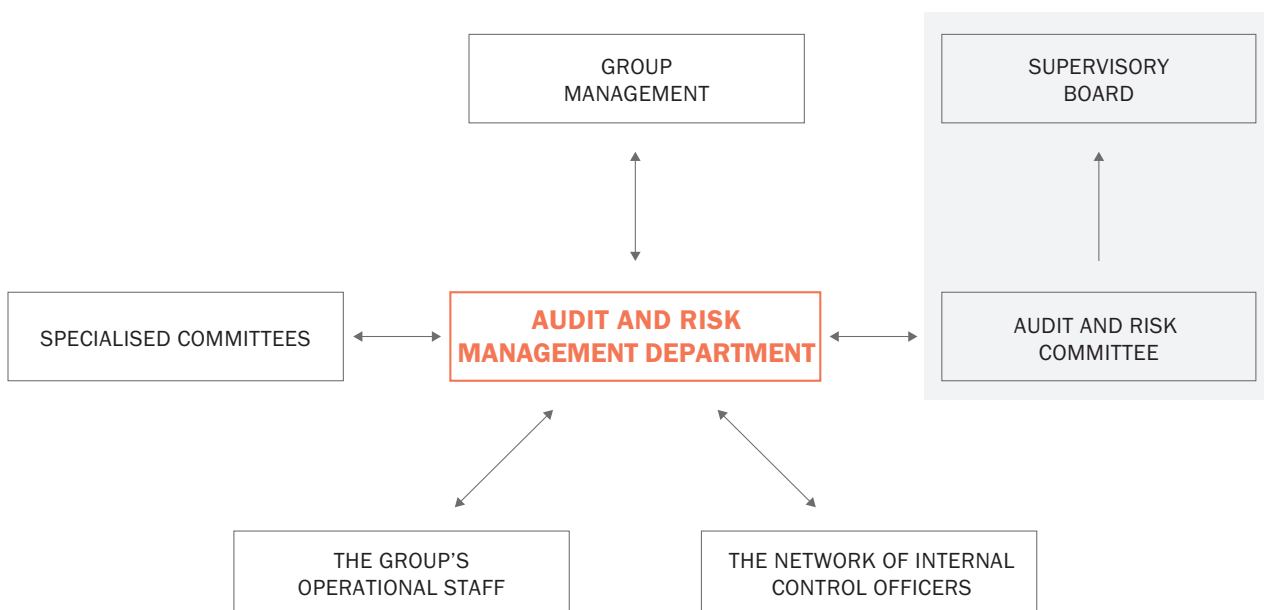 GROUP
MANAGEMENT
SUPERVISORY
BOARD
SPECIALISED COMMITTEES
AUDIT AND RISK
MANAGEMENT DEPARTMENT
AUDIT AND RISK
COMMITTEE
THE GROUP’S
OPERATIONAL STAFF
THE NETWORK OF INTERNAL
CONTROL OFFICERS